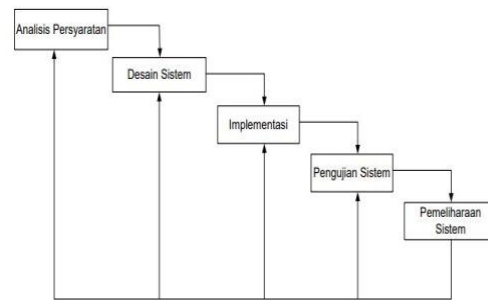 Analisis Persyaratan
Desain Sistem
Implementasi
Pengujian Sistem
Pemeliharaan
Sistem